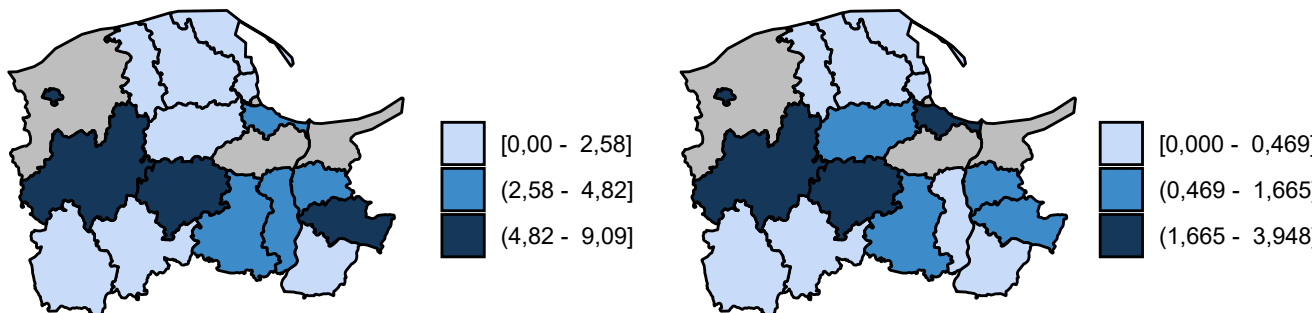 [0,00 - 2,58]
(2,58 - 4,82]
(4,82 - 9,09]
[0,000 - 0,469]
(0,469 - 1,665]
(1,665 - 3,948]